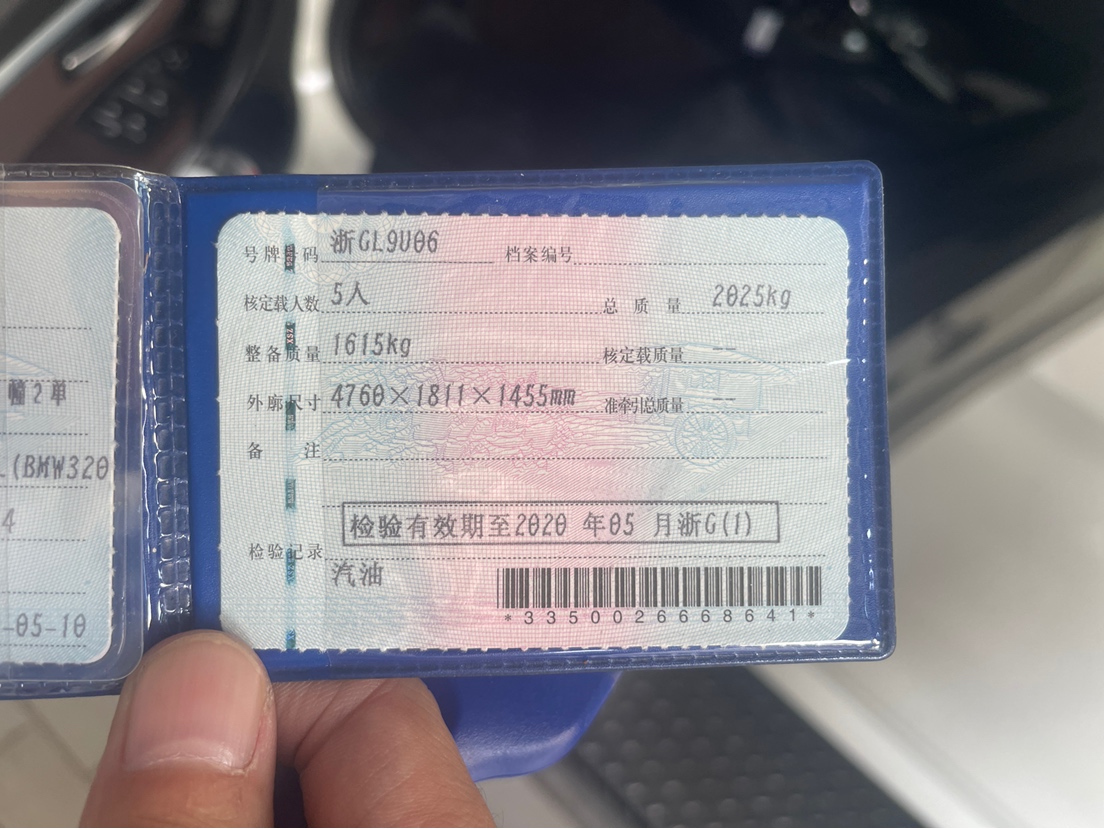 号牌号码 浙GL9U06 档案编号
核定载人数 5人 总质量 2025kg
整备质量 1615kg 核定载质量 --
外廓尺寸 4760×1811×1455mm 准牵引总质量 --
备注
检验有效期至2020 年05 月浙G(1)
检验记录
汽油
*3350026668641*
2单
(BMW320
4
-05-10